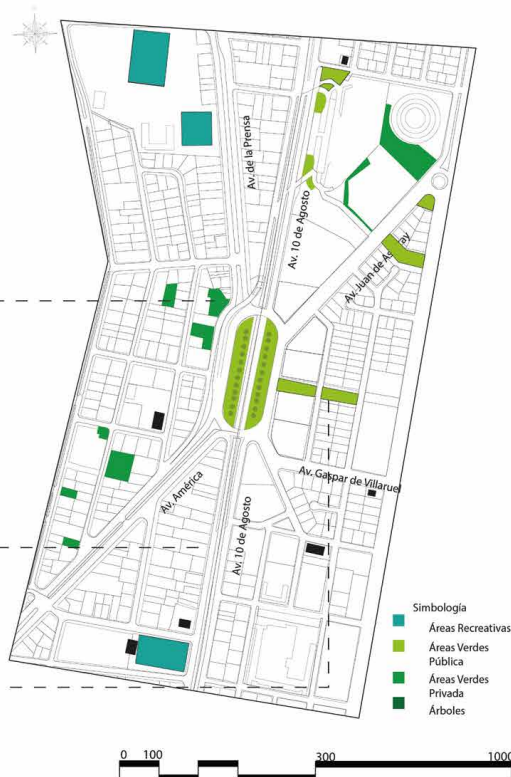 Av. de la Prensa
Av. 10 de Agosto
Av. Juan de Ascaray
Av. Gaspar de Villaruel
Av. América
Av. 10 de Agosto
Simbología
Áreas Recreativas
Áreas Verdes
Pública
Áreas Verdes
Privada
Árboles
0 100 300 1000